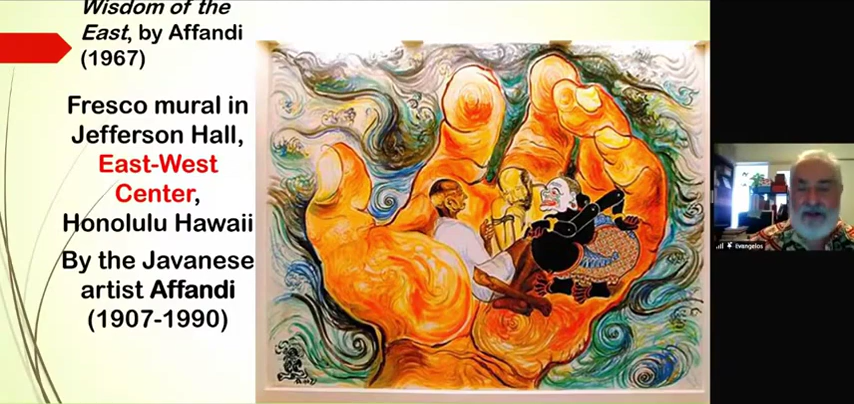 Wisdom of the
East, by Affandi
(1967)
Fresco mural in
Jefferson Hall,
East-West
Center,
Honolulu Hawaii
By the Javanese
artist Affandi
(1907-1990)
Evangelos